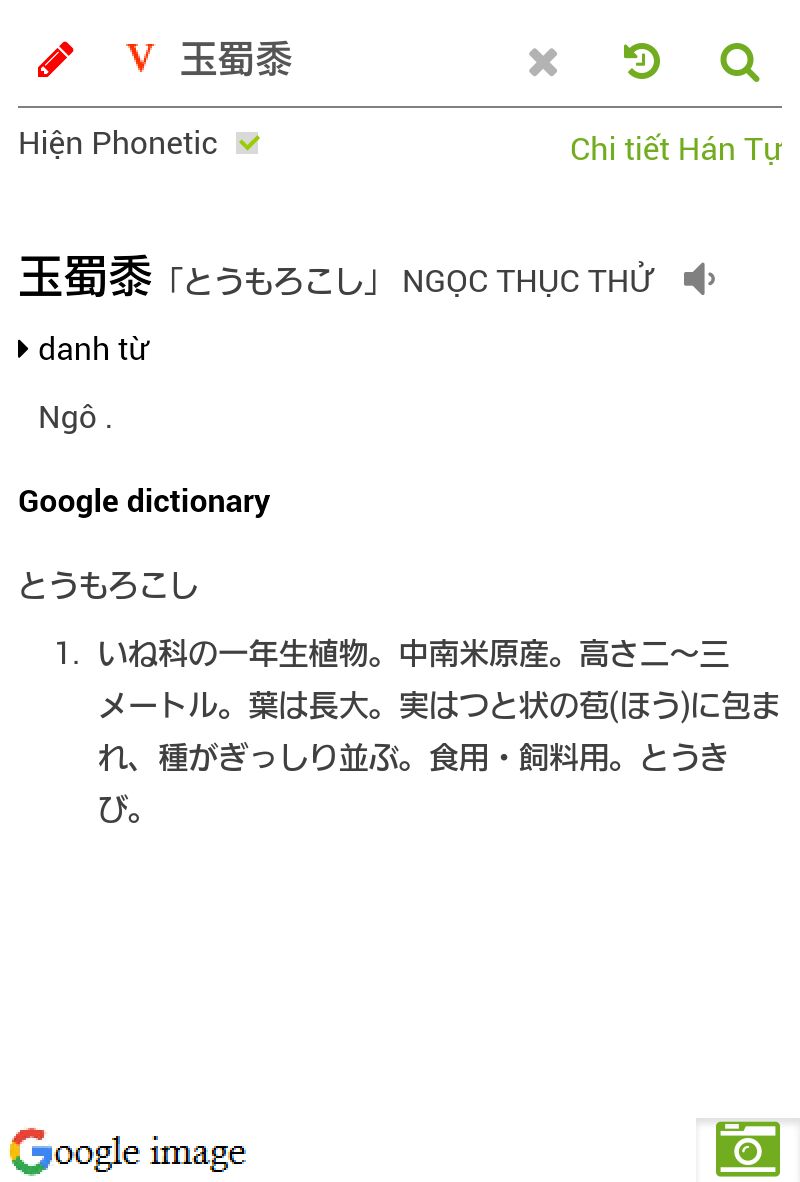 V 玉蜀黍
Hiện Phonetic
Chi tiết Hán Tự
玉蜀黍「とうもろこし」 NGỌC THỤC THỬ
danh từ
Ngô .
Google dictionary
とうもろこし
1. いね科の一年生植物。中南米原産。高さ二〜三
メートル。葉は長大。実はつと状の苞(ほう)に包ま
れ、種がぎっしり並ぶ。食用・飼料用。とうき
び。
Google image